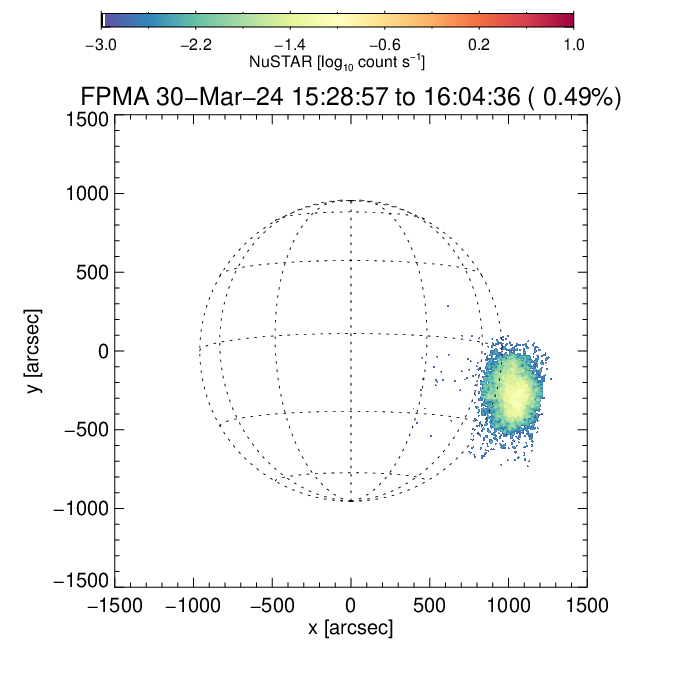 −3.0 −2.2 −1.4 −0.6 0.2 1.0
NuSTAR [log₁₀ count s⁻¹]
FPMA 30−Mar−24 15:28:57 to 16:04:36 ( 0.49%)
1500
1000
500
0
−500
−1000
−1500
y [arcsec]
−1500 −1000 −500 0 500 1000 1500
x [arcsec]